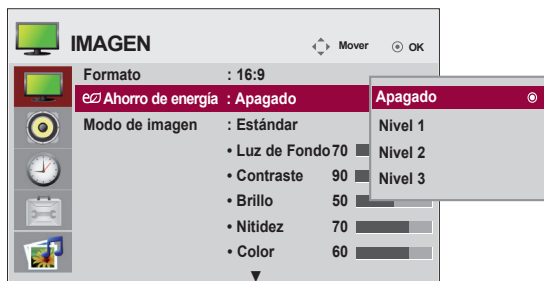 IMAGEN
Mover
OK
Formato : 16:9
Ahorro de energía : Apagado
Modo de imagen : Estándar
• Luz de Fondo 70
• Contraste 90
• Brillo 50
• Nitidez 70
• Color 60
Apagado
Nivel 1
Nivel 2
Nivel 3